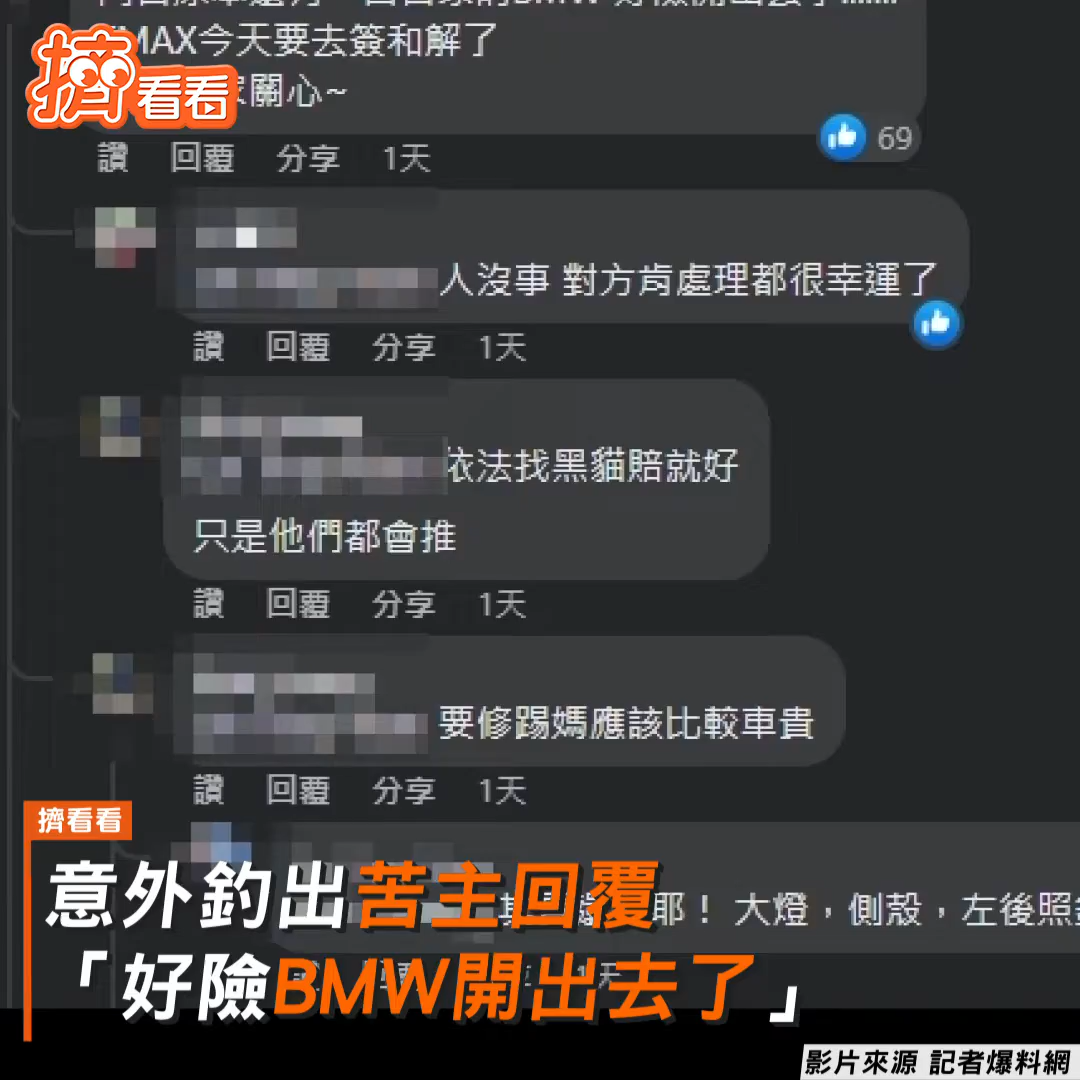 MAX今天要去簽和解了
擠看看
關心~
讚 回覆 分享 1天
69
人沒事 對方肯處理都很幸運了
讚 回覆 分享 1天
依法找黑貓賠就好
只是他們都會推
讚 回覆 分享 1天
要修踢媽應該比較車貴
讚 回覆 分享 1天
擠看看
耶！ 大燈，側殼，左後照
意外釣出苦主回覆
「好險BMW開出去了」
影片來源 記者爆料網